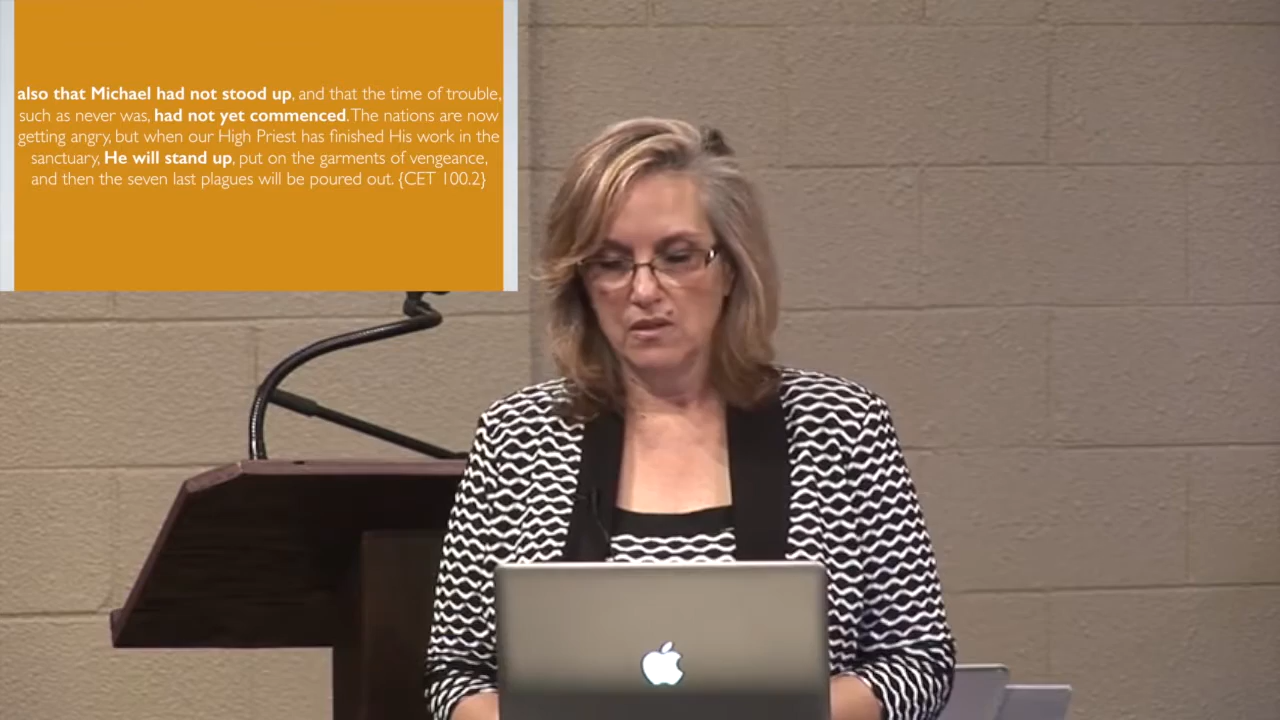 also that Michael had not stood up, and that the time of trouble,
such as never was, had not yet commenced. The nations are now
getting angry, but when our High Priest has finished His work in the
sanctuary, He will stand up, put on the garments of vengeance,
and then the seven last plagues will be poured out. {CET 100.2}